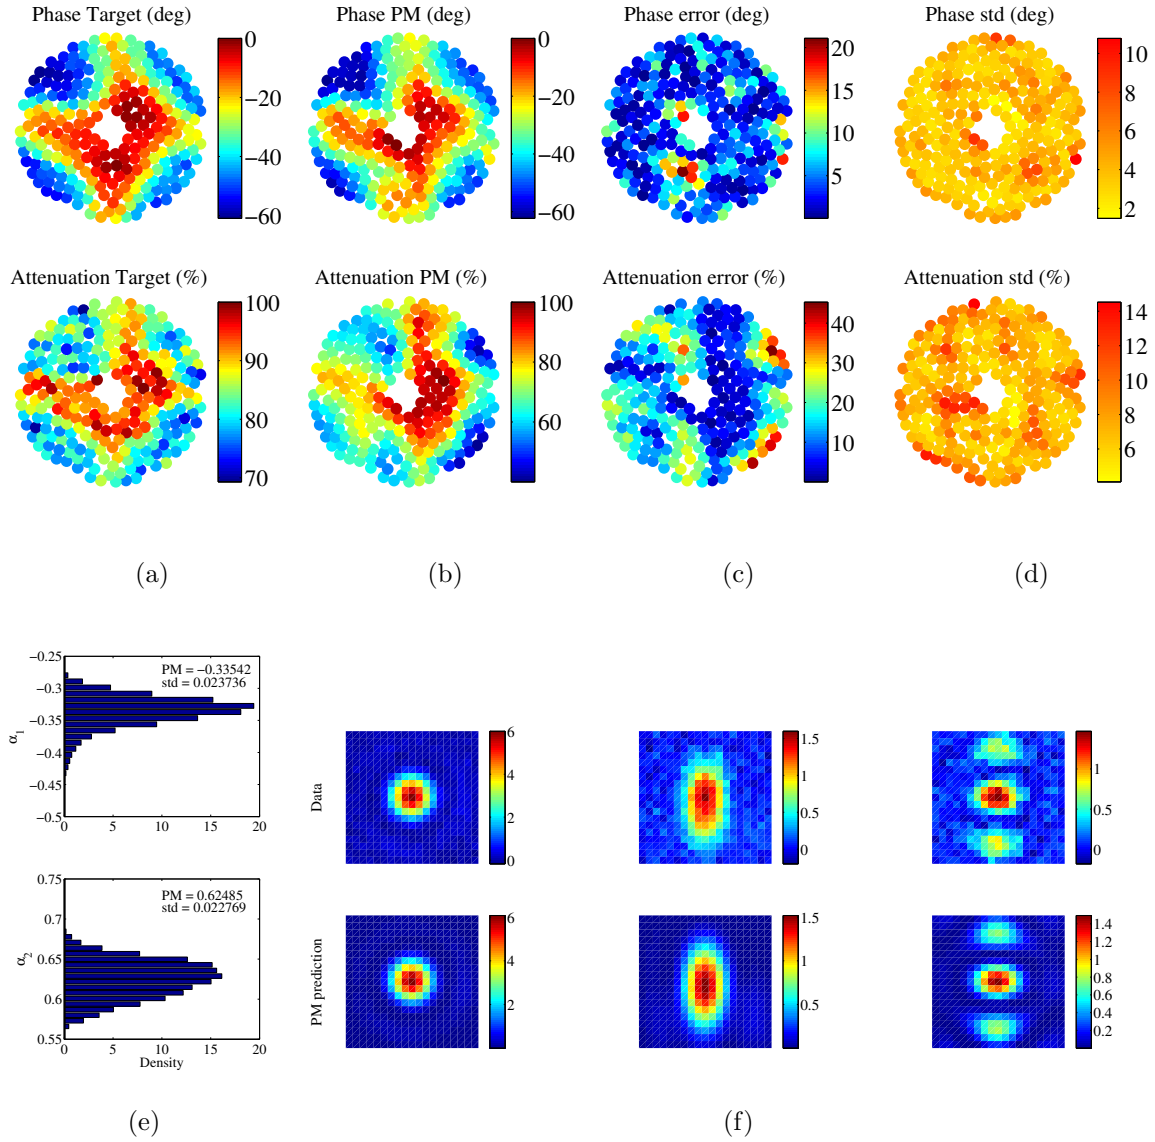 Phase Target (deg)
0
−20
−40
−60
Phase PM (deg)
0
−20
−40
−60
Phase error (deg)
20
15
10
5
Phase std (deg)
10
8
6
4
2
Attenuation Target (%)
100
90
80
70
Attenuation PM (%)
100
80
60
Attenuation error (%)
40
30
20
10
Attenuation std (%)
14
12
10
8
6
(a)
(b)
(c)
(d)
−0.25
−0.3
−0.35
−0.4
−0.45
−0.5
α1
PM = −0.33542
std = 0.023736
0 5 10 15 20
0.75
0.7
0.65
0.6
0.55
α2
PM = 0.62485
std = 0.022769
0 5 10 15 20
Density
(e)
Data
6
4
2
0
1.5
1
0.5
0
1
0.5
0
PM prediction
6
4
2
1.5
1
0.5
1.4
1.2
1
0.8
0.6
0.4
0.2
(f)